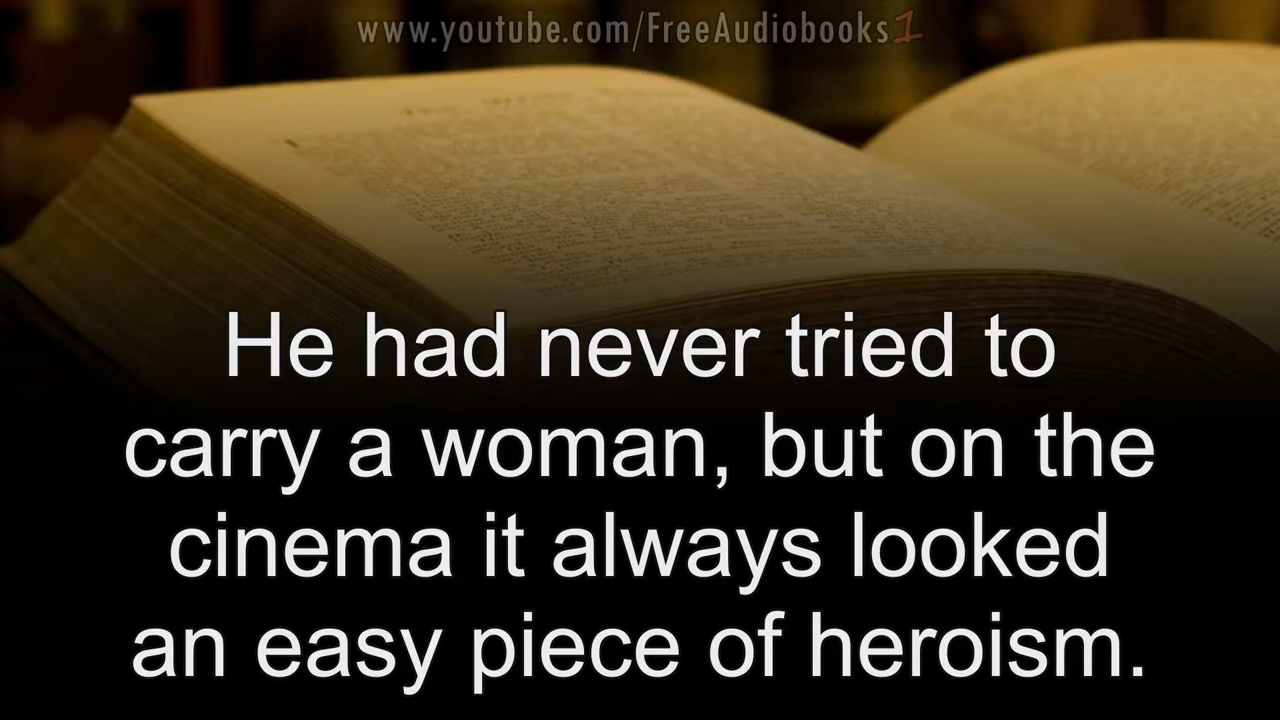 www.youtube.com/FreeAudiobooks1
He had never tried to
carry a woman, but on the
cinema it always looked
an easy piece of heroism.